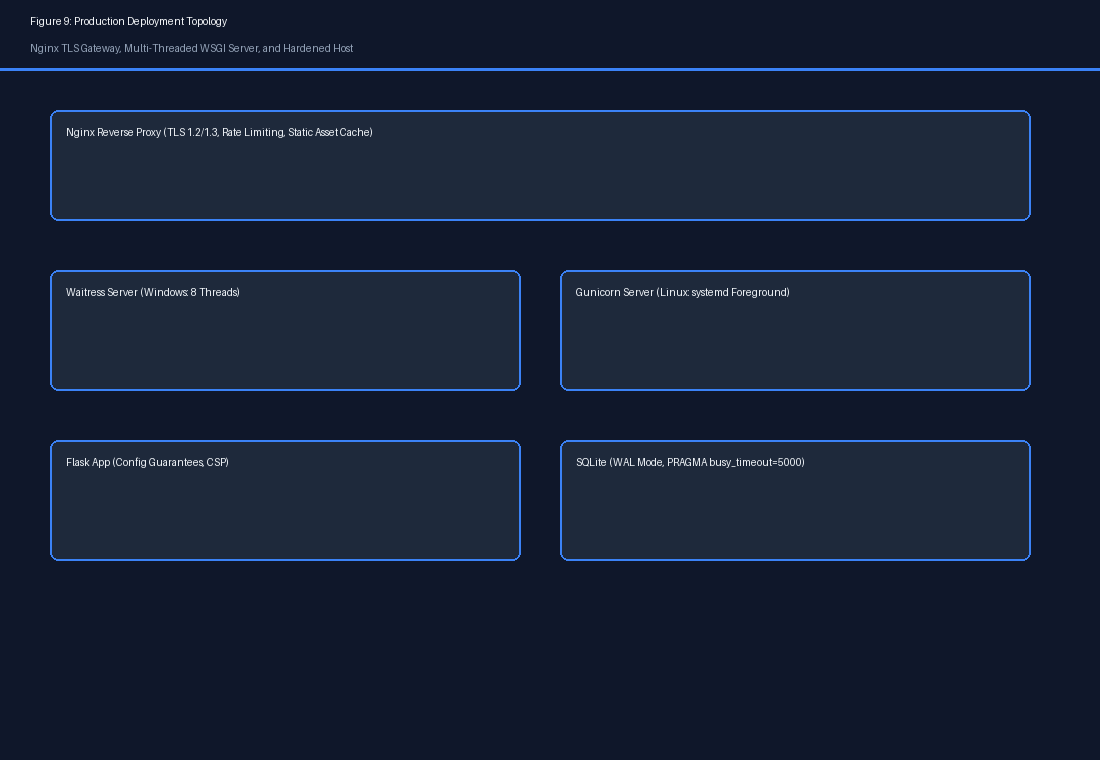 Figure 9: Production Deployment Topology
Nginx TLS Gateway, Multi-Threaded WSGI Server, and Hardened Host
Nginx Reverse Proxy (TLS 1.2/1.3, Rate Limiting, Static Asset Cache)
Waitress Server (Windows: 8 Threads)
Gunicorn Server (Linux: systemd Foreground)
Flask App (Config Guarantees, CSP)
SQLite (WAL Mode, PRAGMA busy_timeout=5000)